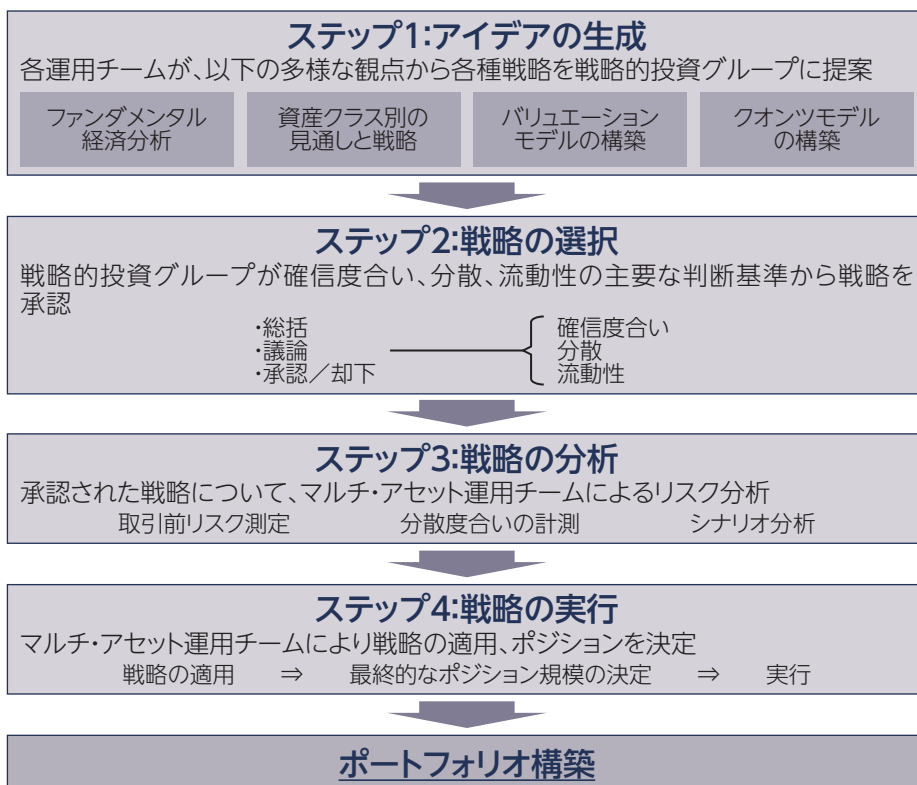 ステップ1:アイデアの生成
各運用チームが、以下の多様な観点から各種戦略を戦略的投資グループに提案
ファンダメンタル
経済分析
資産クラス別の
見通しと戦略
バリュエーション
モデルの構築
クオンツモデル
の構築
ステップ2:戦略の選択
戦略的投資グループが確信度合い、分散、流動性の主要な判断基準から戦略を
承認
・総括
・議論
・承認／却下
確信度合い
分散
流動性
ステップ3:戦略の分析
承認された戦略について、マルチ・アセット運用チームによるリスク分析
取引前リスク測定 分散度合いの計測 シナリオ分析
ステップ4:戦略の実行
マルチ・アセット運用チームにより戦略の適用、ポジションを決定
戦略の適用 ⇒ 最終的なポジション規模の決定 ⇒ 実行
ポートフォリオ構築